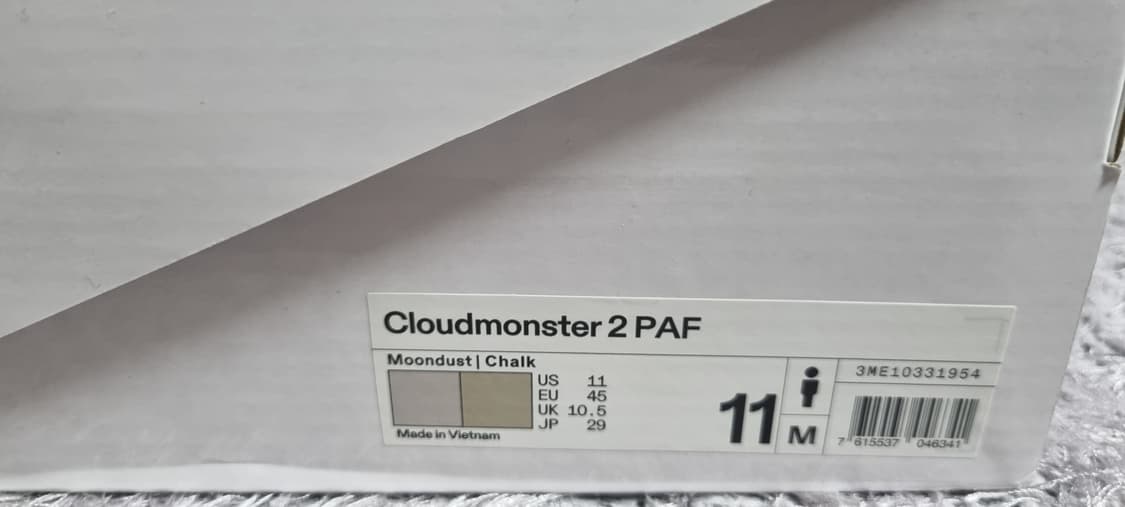 Cloudmonster 2 PAF
Moondust | Chalk
US 11
EU 45
UK 10.5
JP 29
Made in Vietnam
11
M
3ME10331954
7 615537 046341